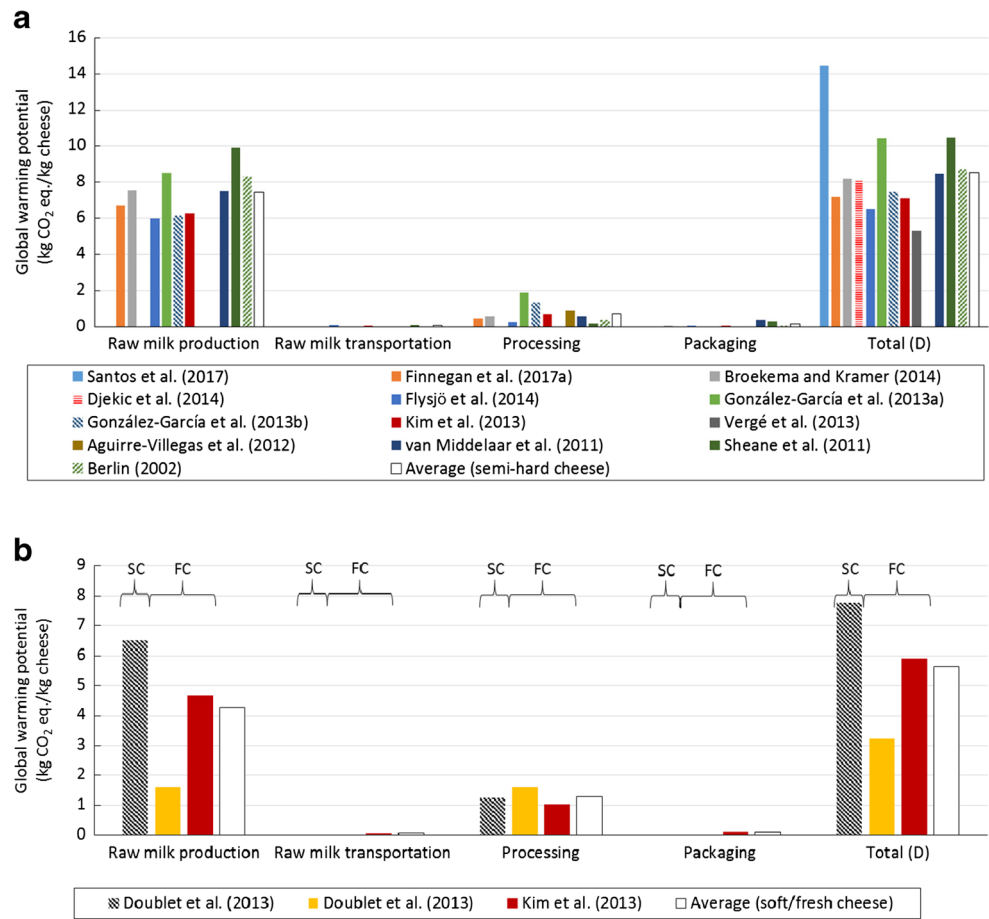 a
Global warming potential
(kg CO2 eq./kg cheese)
16
14
12
10
8
6
4
2
0
Raw milk production Raw milk transportation Processing Packaging Total (D)
Santos et al. (2017) Finnegan et al. (2017a) Broekema and Kramer (2014)
Djekic et al. (2014) Flysjö et al. (2014) González-García et al. (2013a)
González-García et al. (2013b) Kim et al. (2013) Vergé et al. (2013)
Aguirre-Villegas et al. (2012) van Middelaar et al. (2011) Sheane et al. (2011)
Berlin (2002) Average (semi-hard cheese)
b
Global warming potential
(kg CO2 eq./kg cheese)
9
8
7
6
5
4
3
2
1
0
SC FC SC FC SC FC SC FC SC FC
Raw milk production Raw milk transportation Processing Packaging Total (D)
Doublet et al. (2013) Doublet et al. (2013) Kim et al. (2013) Average (soft/fresh cheese)